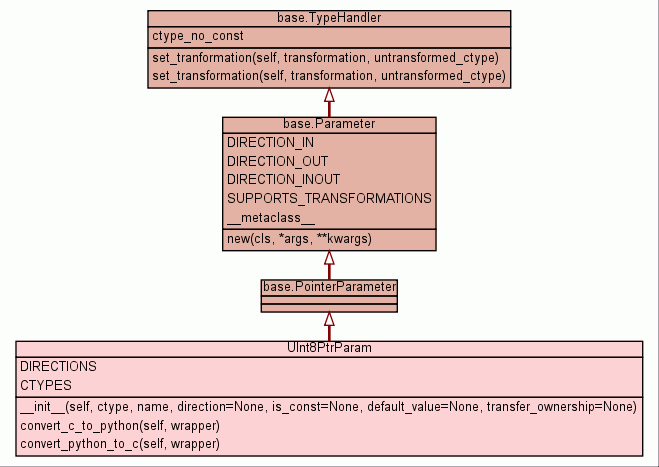 base.TypeHandler
ctype_no_const
set_tranformation(self, transformation, untransformed_ctype)
set_transformation(self, transformation, untransformed_ctype)
base.Parameter
DIRECTION_IN
DIRECTION_OUT
DIRECTION_INOUT
SUPPORTS_TRANSFORMATIONS
__metaclass__
new(cls, *args, **kwargs)
base.PointerParameter
UInt8PtrParam
DIRECTIONS
CTYPES
__init__(self, ctype, name, direction=None, is_const=None, default_value=None, transfer_ownership=None)
convert_c_to_python(self, wrapper)
convert_python_to_c(self, wrapper)